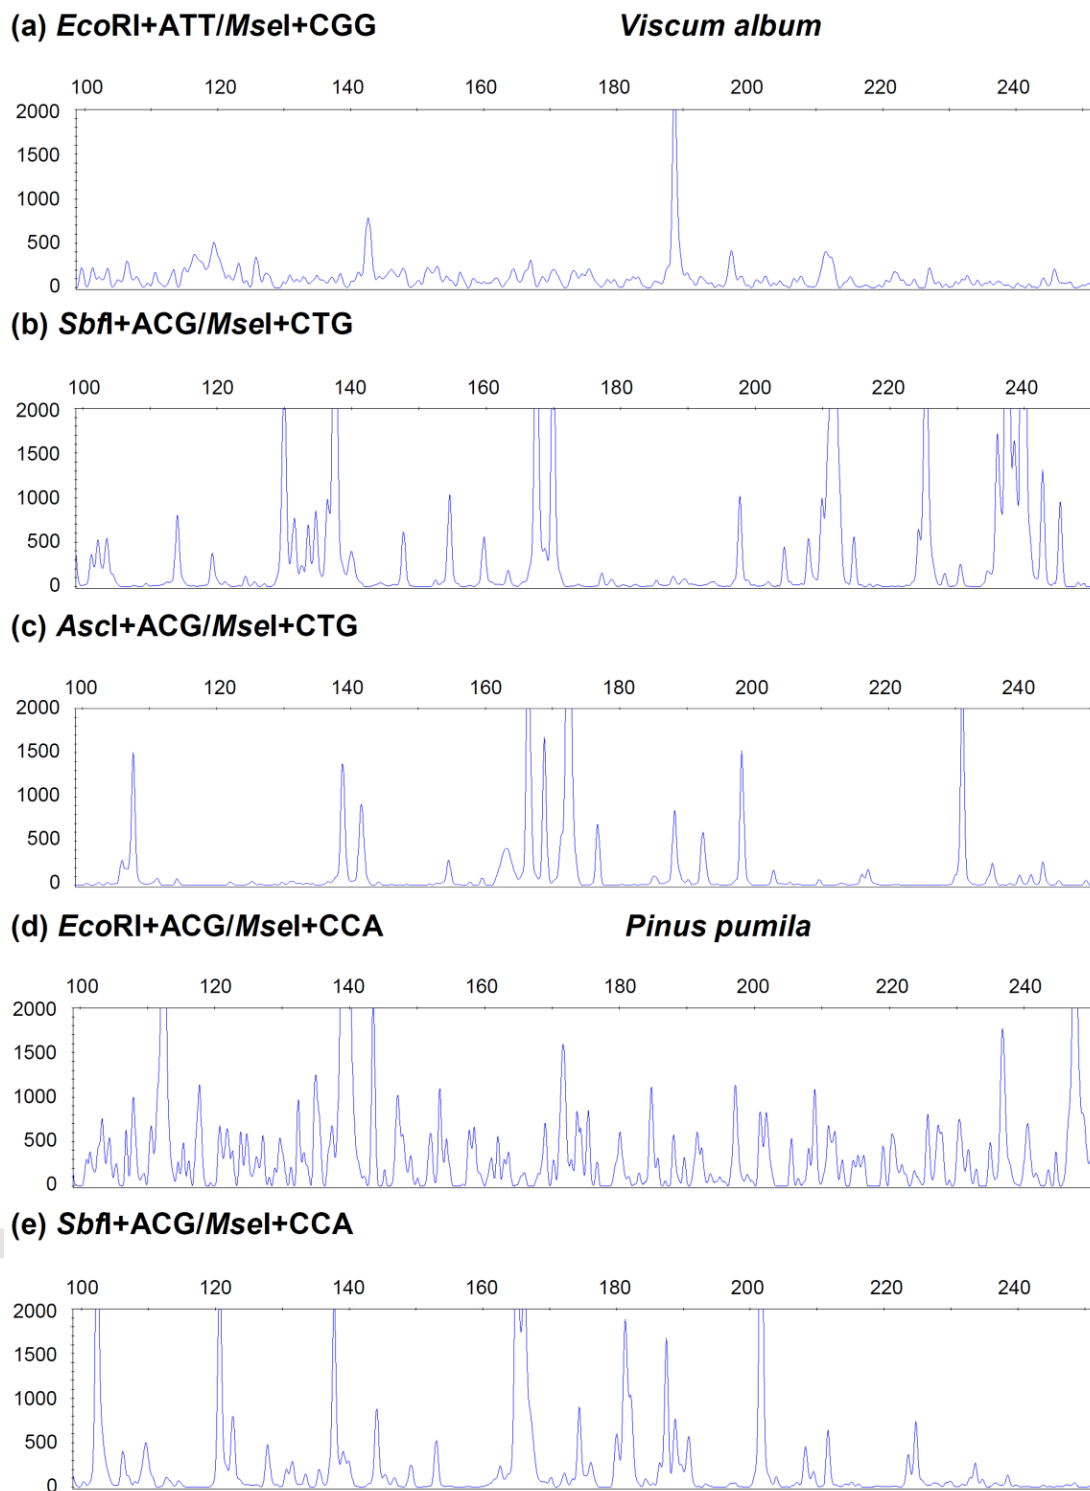 (a) EcoRI+ATT/MseI+CGG Viscum album
100 120 140 160 180 200 220 240
2000
1500
1000
500
0
(b) SbfI+ACG/MseI+CTG
100 120 140 160 180 200 220 240
2000
1500
1000
500
0
(c) AscI+ACG/MseI+CTG
100 120 140 160 180 200 220 240
2000
1500
1000
500
0
(d) EcoRI+ACG/MseI+CCA Pinus pumila
100 120 140 160 180 200 220 240
2000
1500
1000
500
0
(e) SbfI+ACG/MseI+CCA
100 120 140 160 180 200 220 240
2000
1500
1000
500
0